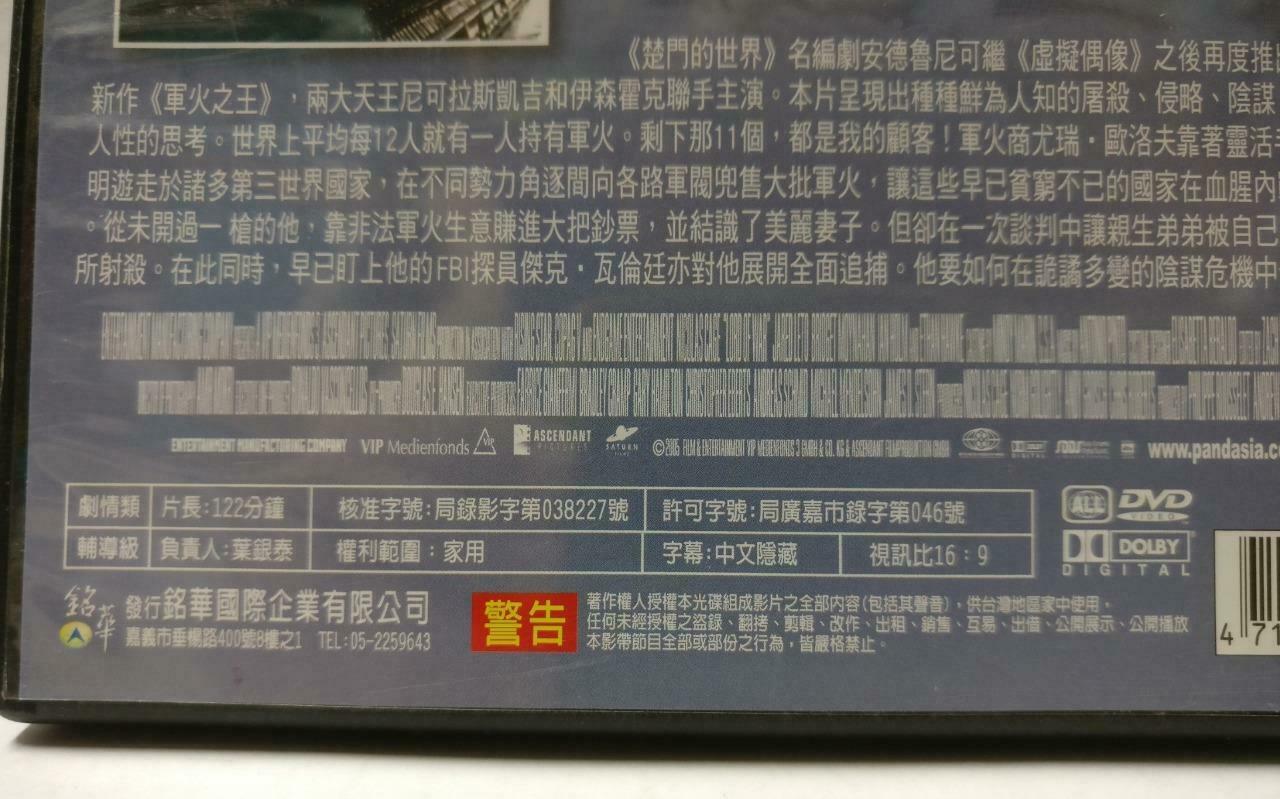 《楚門的世界》名編劇安德魯尼可繼《虛擬偶像》之後再度推
新作《軍火之王》，兩大天王尼可拉斯凱吉和伊森霍克聯手主演。本片呈現出種種鮮為人知的屠殺、侵略、陰謀
人性的思考。世界上平均每12人就有一人持有軍火。剩下那11個，都是我的顧客！軍火商尤瑞·歐洛夫靠著靈活
明遊走於諸多第三世界國家，在不同勢力角逐間向各路軍閥兜售大批軍火，讓這些早已貧窮不已的國家在血腥內
。從未開過一 槍的他，靠非法軍火生意賺進大把鈔票，並結識了美麗妻子。但卻在一次談判中讓親生弟弟被自己
所射殺。在此同時，早已盯上他的FBI探員傑克·瓦倫廷亦對他展開全面追捕。他要如何在詭譎多變的陰謀危機中
ENTERTAINMENT MANUFACTURING COMPANY VIP Medienfonds VIP ASCENDANT PICTURES SATURN FILMS ©2005 FILM & ENTERTAINMENT VIP MEDIENFONDS 3 GMBH & CO. KG & ASCENDANT FILMPRODUCTION GMBH www.pandasia.c
劇情類 片長:122分鐘 核准字號:局錄影字第038227號 許可字號:局廣嘉市錄字第046號 ALL DVD VIDEO
輔導級 負責人:葉銀泰 權利範圍：家用 字幕:中文隱藏 視訊比16：9 DOLBY DIGITAL
銘華 發行銘華國際企業有限公司
嘉義市垂楊路400號8樓之1 TEL:05-2259643
警告
著作權人授權本光碟組成影片之全部內容(包括其聲音)，供台灣地區家中使用，
任何未經授權之盜錄、翻拷、剪輯、改作、出租、銷售、互易、出借、公開展示、公開播放
本影帶節目全部或部份之行為，皆嚴格禁止。
4 71